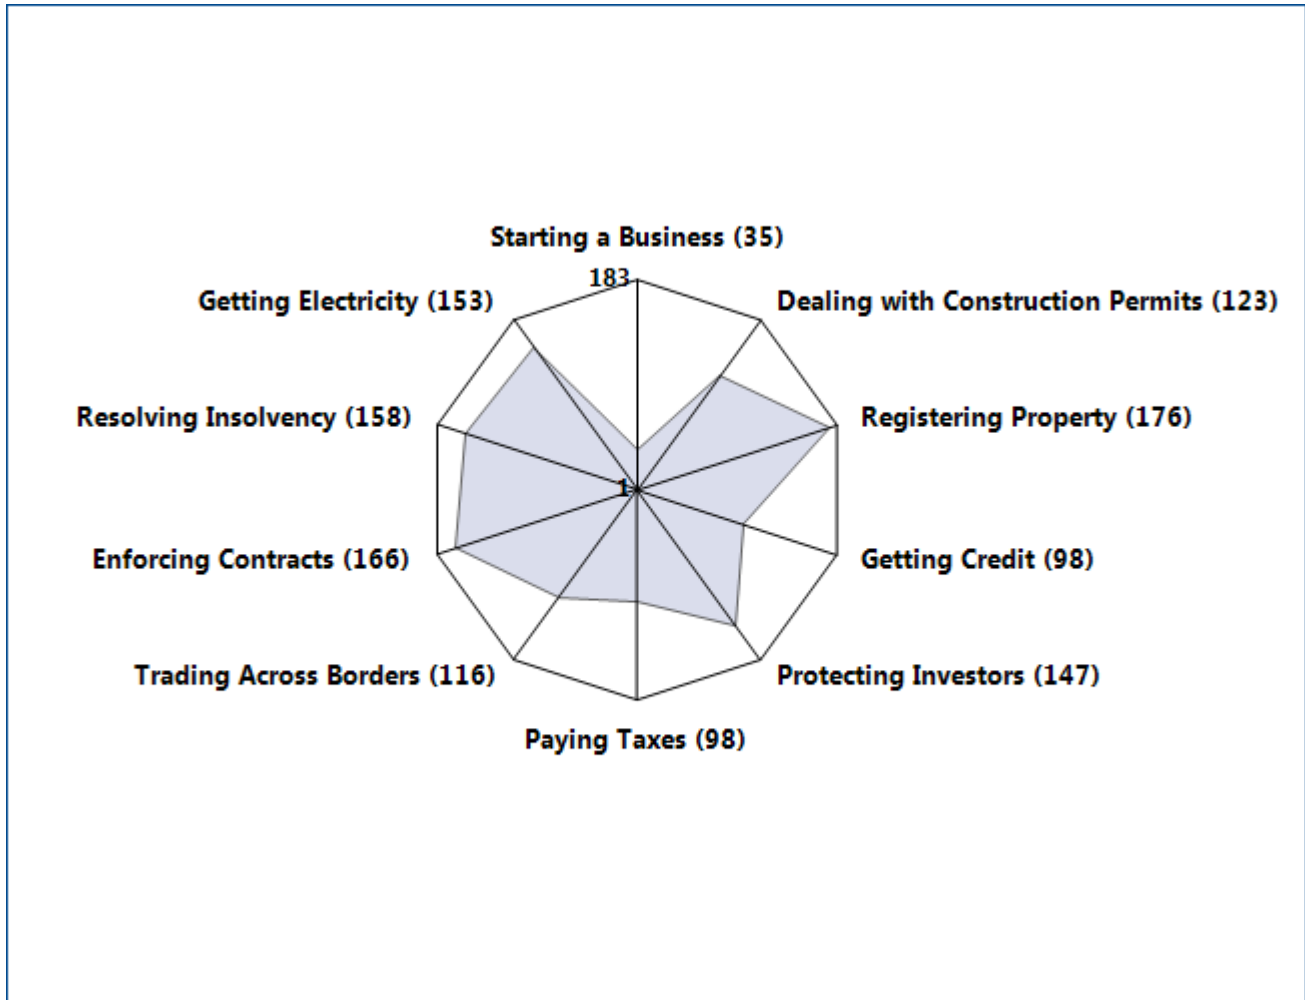 Starting a Business (35)
183
Getting Electricity (153)
Dealing with Construction Permits (123)
Resolving Insolvency (158)
Registering Property (176)
1
Enforcing Contracts (166)
Getting Credit (98)
Trading Across Borders (116)
Protecting Investors (147)
Paying Taxes (98)